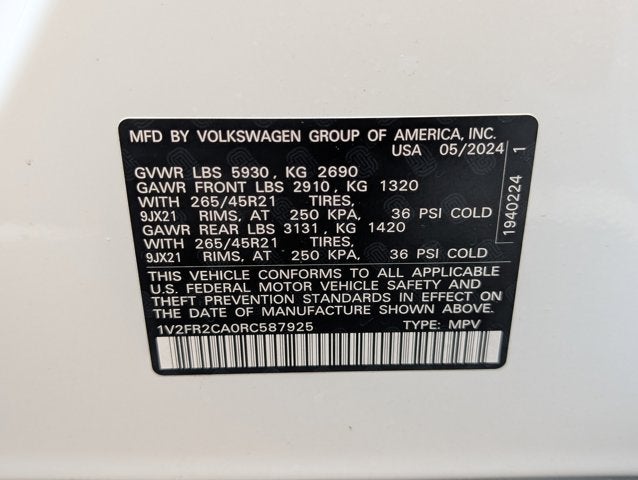 MFD BY VOLKSWAGEN GROUP OF AMERICA, INC.
USA 05/2024
GVWR LBS 5930, KG 2690
GAWR FRONT LBS 2910, KG 1320
WITH 265/45R21 TIRES,
9JX21 RIMS, AT 250 KPA, 36 PSI COLD
GAWR REAR LBS 3131, KG 1420
WITH 265/45R21 TIRES,
9JX21 RIMS, AT 250 KPA, 36 PSI COLD
THIS VEHICLE CONFORMS TO ALL APPLICABLE
U.S. FEDERAL MOTOR VEHICLE SAFETY AND
THEFT PREVENTION STANDARDS IN EFFECT ON
THE DATE OF MANUFACTURE SHOWN ABOVE.
1V2FR2CA0RC587925 TYPE: MPV
1940224 1